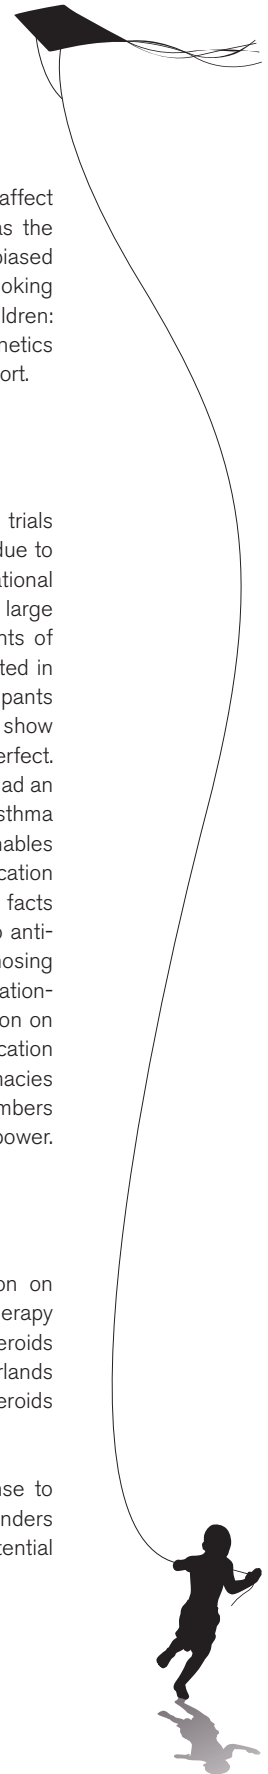 affect
as the
biased
oking
ldren:
netics
ort.
trials
due to
ational
large
nts of
ted in
pants
show
erfect.
ad an
sthma
nables
cation
facts
o anti-
nosing
ation-
on on
cation
macies
mbers
power.
on on
erapy
eroids
rlands
eroids
nse to
nders
tential